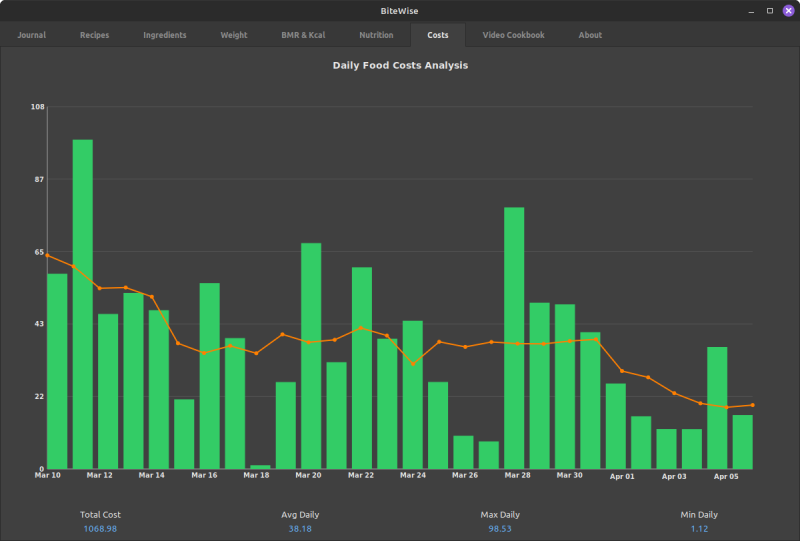 BiteWise
Journal Recipes Ingredients Weight BMR & Kcal Nutrition Costs Video Cookbook About
Daily Food Costs Analysis
108
87
65
43
22
0
Mar 10 Mar 12 Mar 14 Mar 16 Mar 18 Mar 20 Mar 22 Mar 24 Mar 26 Mar 28 Mar 30 Apr 01 Apr 03 Apr 05
Total Cost Avg Daily Max Daily Min Daily
1068.98 38.18 98.53 1.12